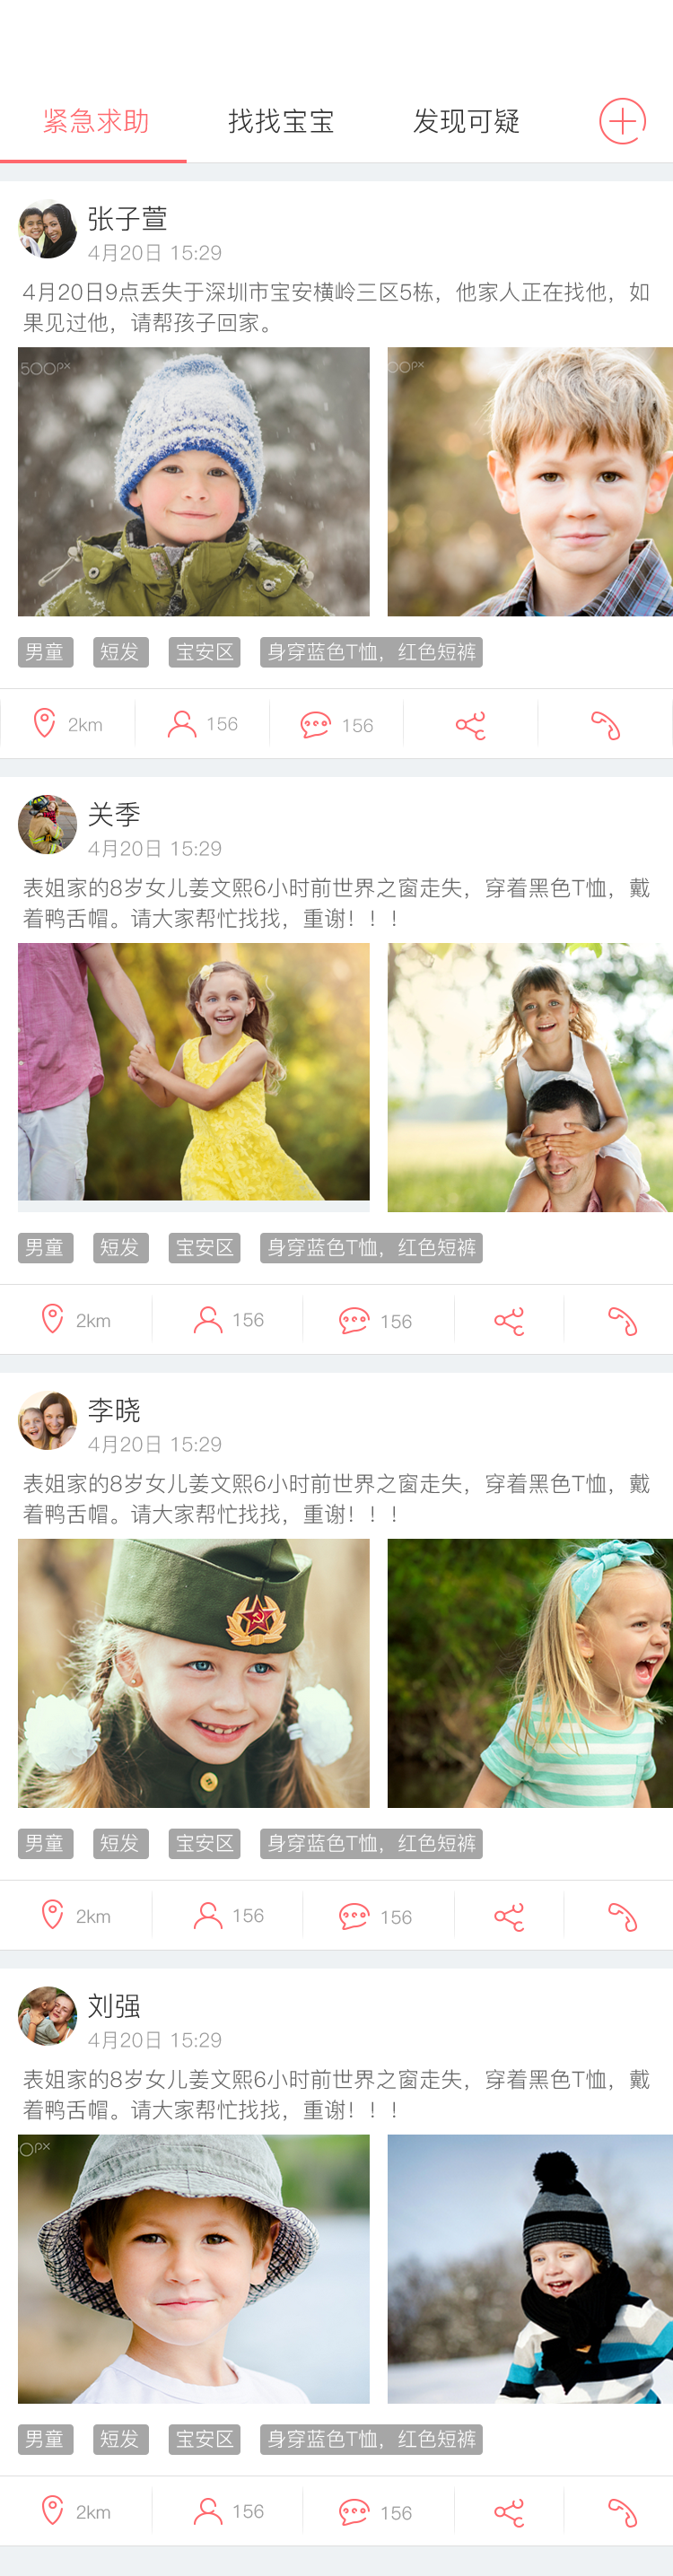 紧急求助 找找宝宝 发现可疑
张子萱
4月20日 15:29
4月20日9点丢失于深圳市宝安横岭三区5栋，他家人正在找他，如
果见过他，请帮孩子回家。
500px
00px
男童 短发 宝安区 身穿蓝色T恤，红色短裤
2km 156 156
关季
4月20日 15:29
表姐家的8岁女儿姜文熙6小时前世界之窗走失，穿着黑色T恤，戴
着鸭舌帽。请大家帮忙找找，重谢！！！
男童 短发 宝安区 身穿蓝色T恤，红色短裤
2km 156 156
李晓
4月20日 15:29
表姐家的8岁女儿姜文熙6小时前世界之窗走失，穿着黑色T恤，戴
着鸭舌帽。请大家帮忙找找，重谢！！！
男童 短发 宝安区 身穿蓝色T恤，红色短裤
2km 156 156
刘强
4月20日 15:29
表姐家的8岁女儿姜文熙6小时前世界之窗走失，穿着黑色T恤，戴
着鸭舌帽。请大家帮忙找找，重谢！！！
0px
男童 短发 宝安区 身穿蓝色T恤，红色短裤
2km 156 156